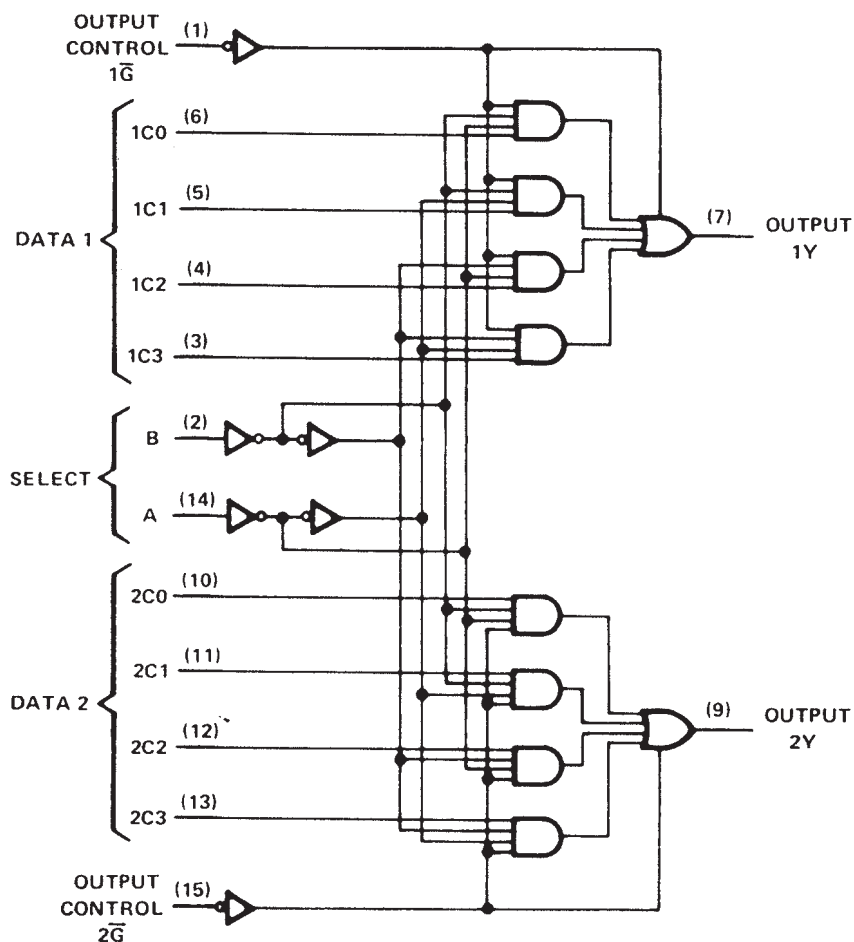 OUTPUT
CONTROL
1G̅
(1)
DATA 1
1C0
(6)
1C1
(5)
1C2
(4)
1C3
(3)
(7)
OUTPUT
1Y
SELECT
B
(2)
A
(14)
DATA 2
2C0
(10)
2C1
(11)
2C2
(12)
2C3
(13)
(9)
OUTPUT
2Y
OUTPUT
CONTROL
2G̅
(15)